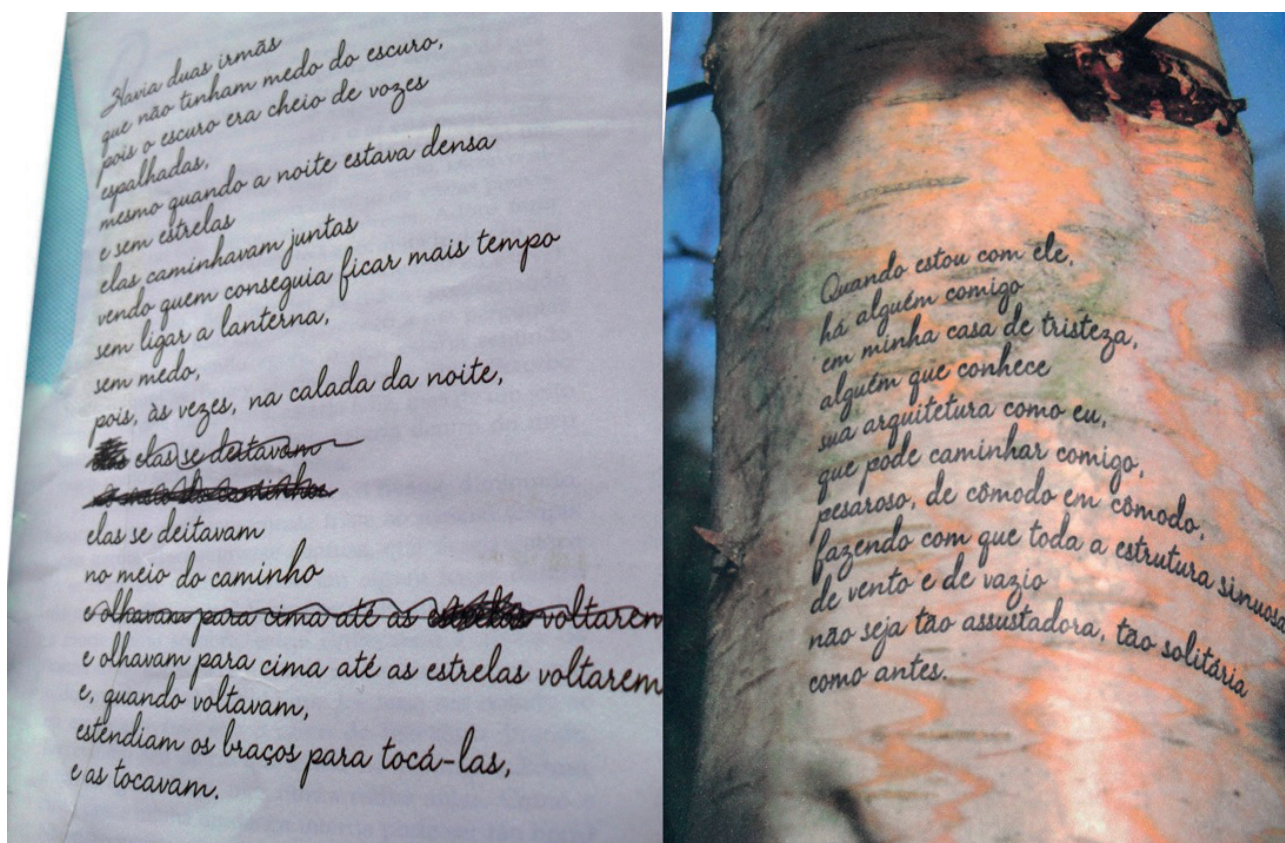 Havia duas irmãs
que não tinham medo do escuro,
pois o escuro era cheio de vozes
espalhadas,
mesmo quando a noite estava densa
e sem estrelas
elas caminhavam juntas
vendo quem conseguia ficar mais tempo
sem ligar a lanterna,
sem medo,
pois, às vezes, na calada da noite,
elas se deitavam
no meio do caminho
elas se deitavam
no meio do caminho
e olhavam para cima até as estrelas voltarem
e olhavam para cima até as estrelas voltarem
e, quando voltavam,
estendiam os braços para tocá-las,
e as tocavam.
Quando estou com ele,
há alguém comigo
em minha casa de tristeza,
alguém que conhece
sua arquitetura como eu,
que pode caminhar comigo,
pesaroso, de cômodo em cômodo,
fazendo com que toda a estrutura sinuosa
de vento e de vazio
não seja tão assustadora, tão solitária
como antes.